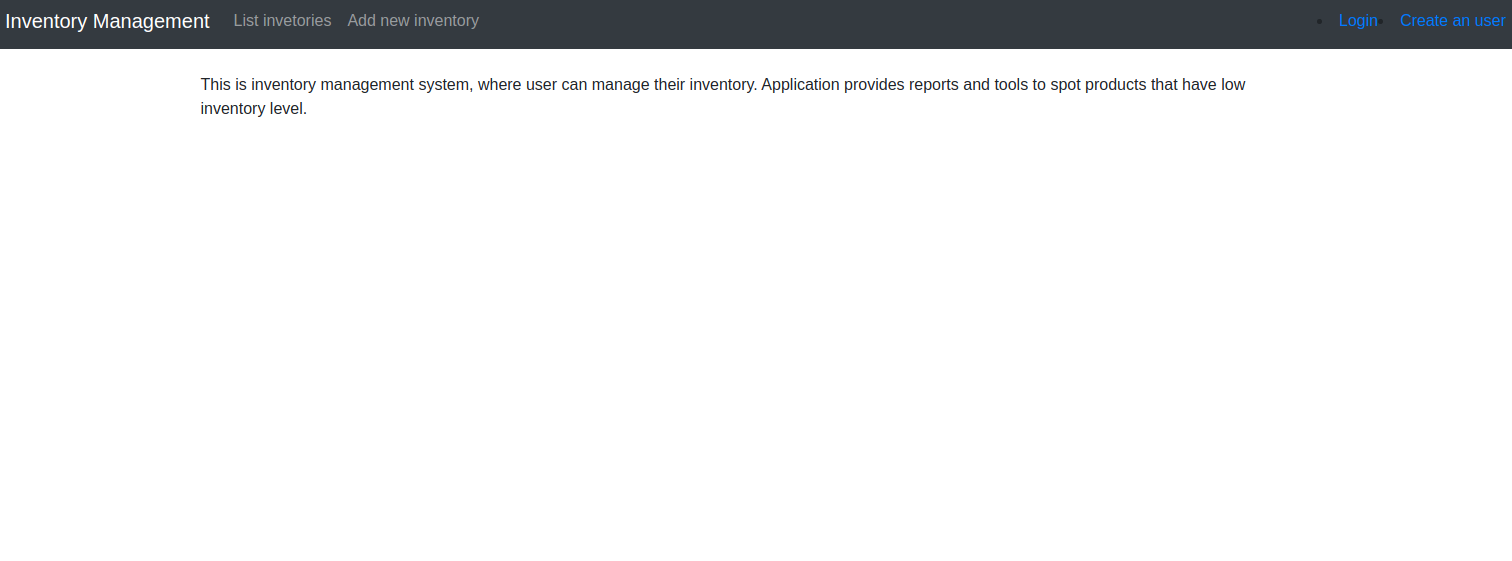 Inventory Management List invetories Add new inventory Login Create an user
This is inventory management system, where user can manage their inventory. Application provides reports and tools to spot products that have low
inventory level.